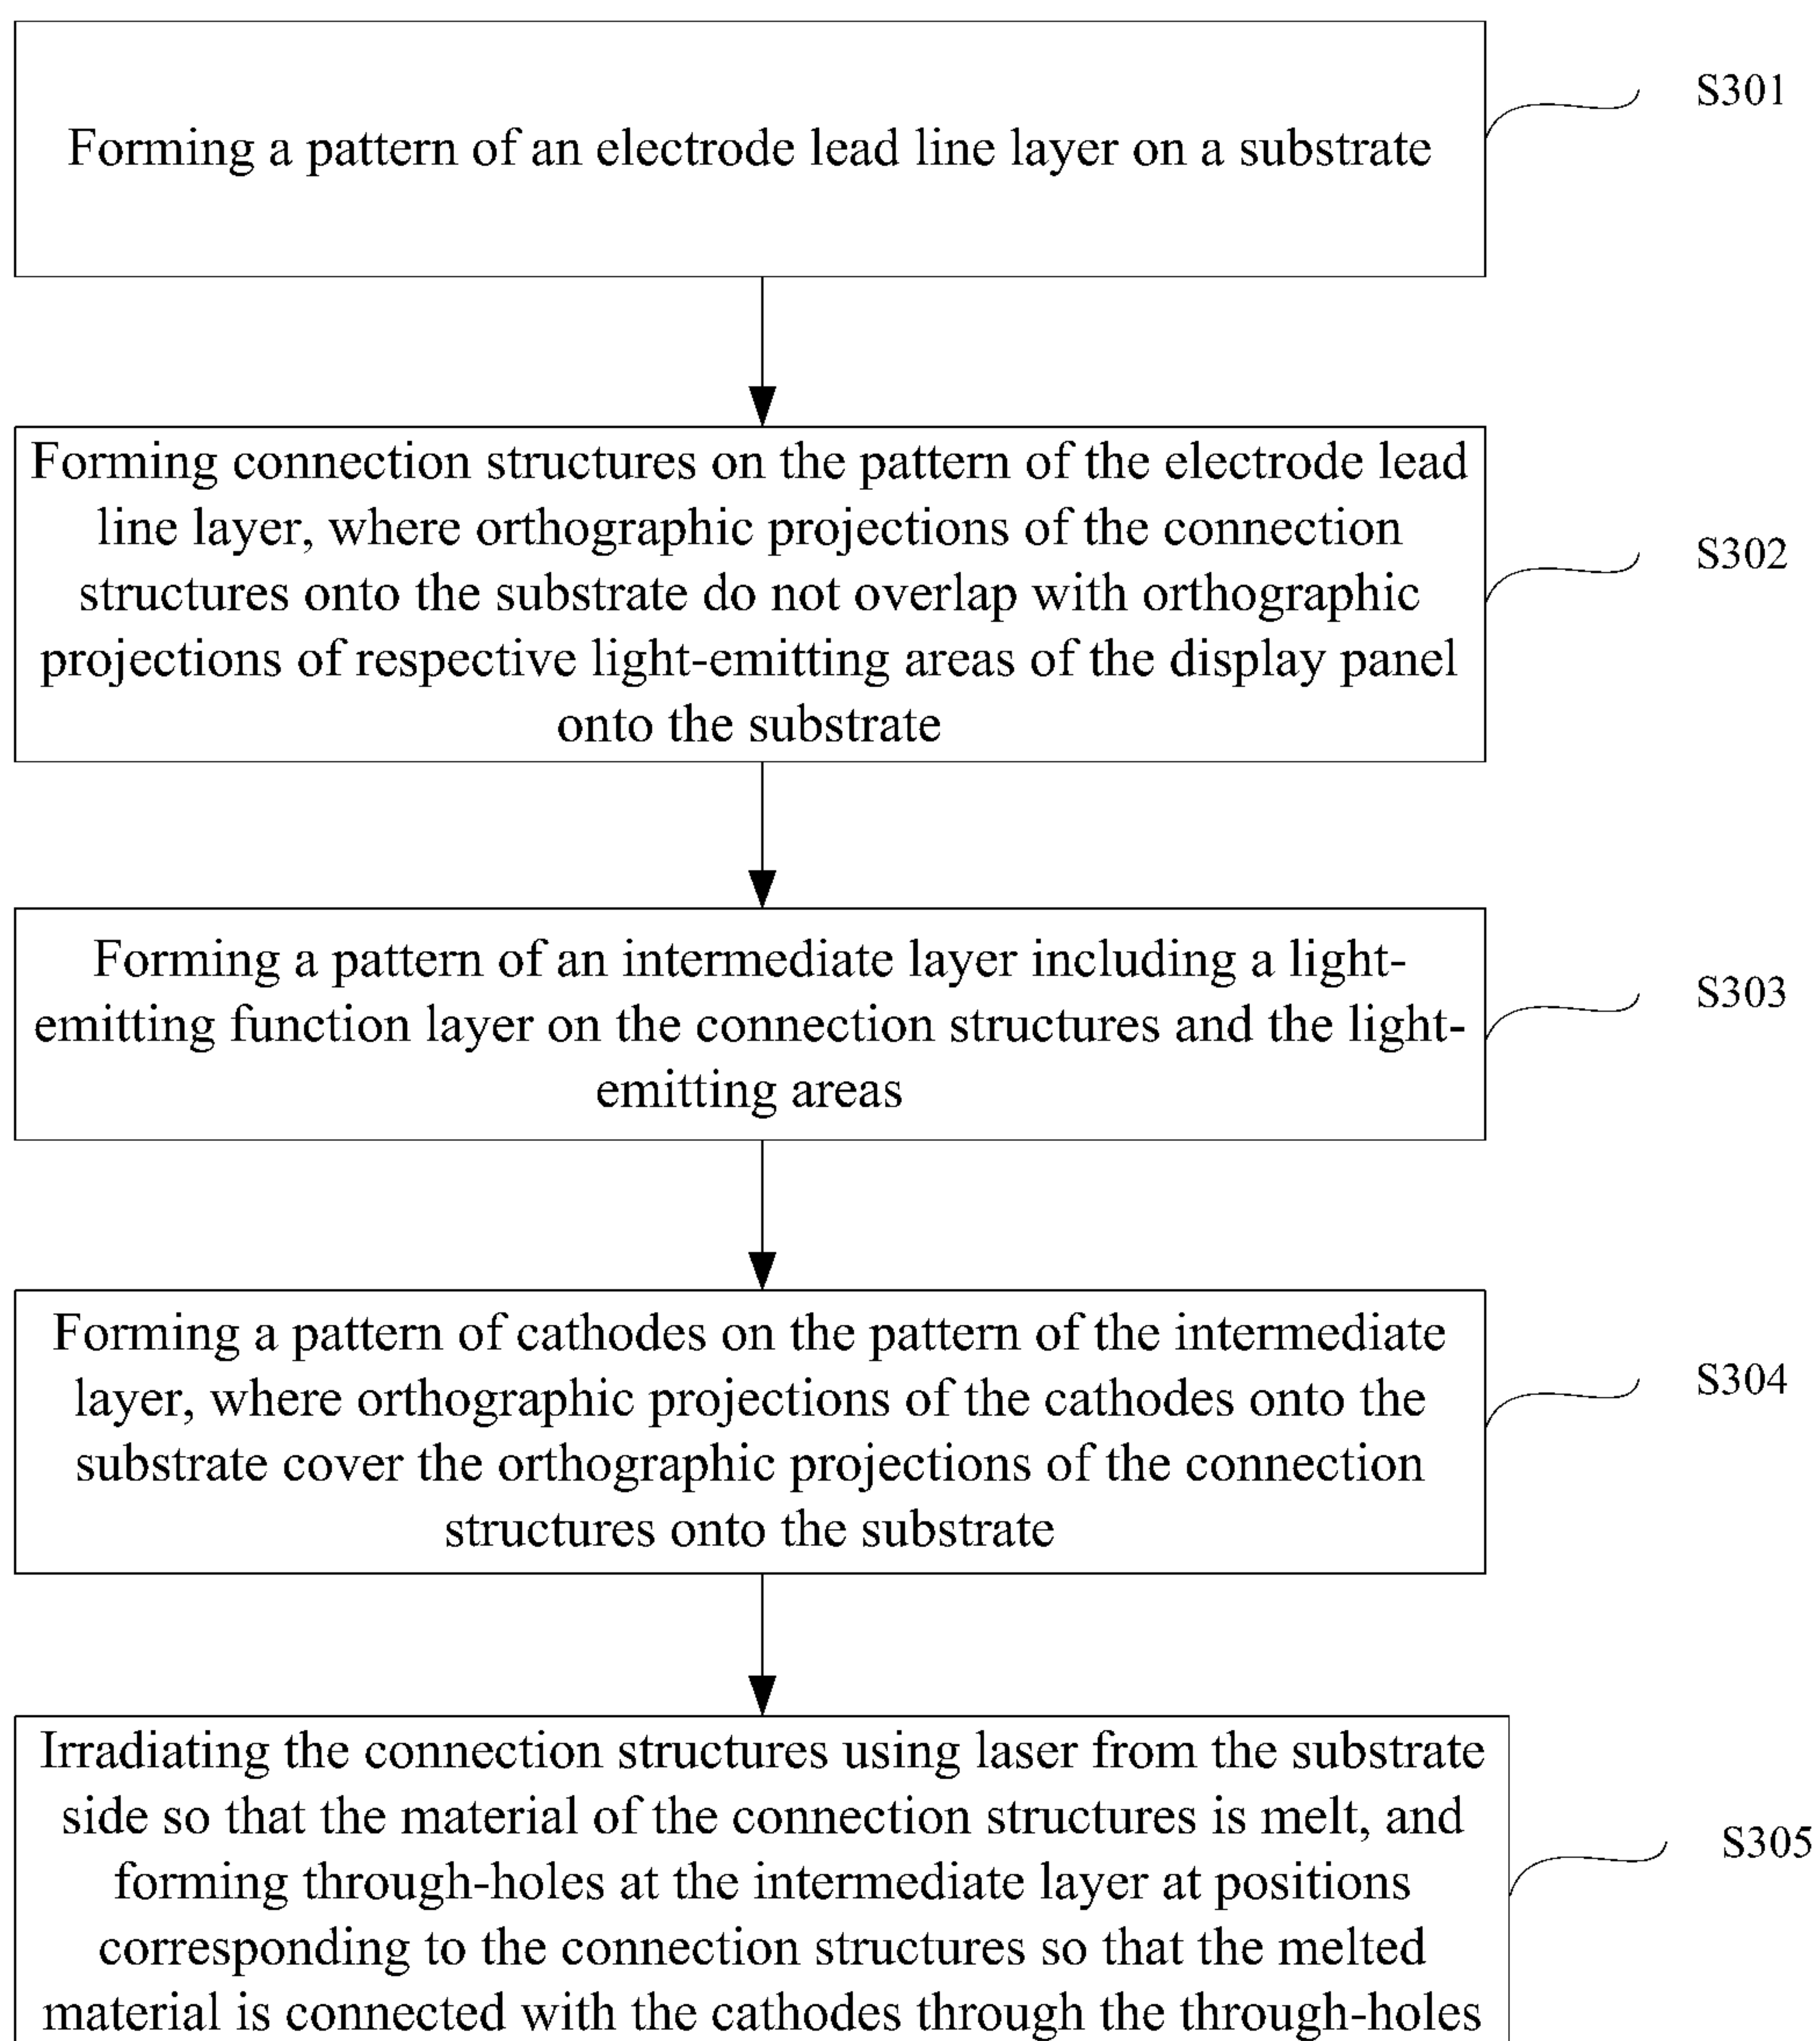 Forming a pattern of an electrode lead line layer on a substrate
S301
Forming connection structures on the pattern of the electrode lead
line layer, where orthographic projections of the connection
structures onto the substrate do not overlap with orthographic
projections of respective light-emitting areas of the display panel
onto the substrate
S302
Forming a pattern of an intermediate layer including a light-
emitting function layer on the connection structures and the light-
emitting areas
S303
Forming a pattern of cathodes on the pattern of the intermediate
layer, where orthographic projections of the cathodes onto the
substrate cover the orthographic projections of the connection
structures onto the substrate
S304
Irradiating the connection structures using laser from the substrate
side so that the material of the connection structures is melt, and
forming through-holes at the intermediate layer at positions
corresponding to the connection structures so that the melted
material is connected with the cathodes through the through-holes
S305